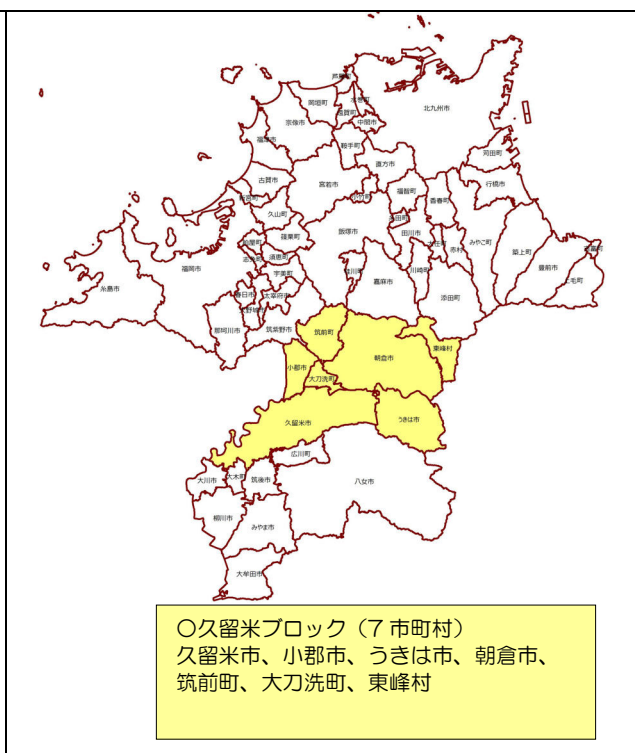 芦屋町
水巻町
岡垣町
遠賀町
北九州市
宗像市
中間市
鞍手町
福津市
直方市
苅田町
古賀市
宮若市
小竹町
福智町
香春町
行橋市
新宮町
久山町
糸田町
粕屋町
篠栗町
飯塚市
田川市
大任町
赤村
みやこ町
築上町
吉富町
志免町
須恵町
福岡市
宇美町
桂川町
嘉麻市
川崎町
豊前市
上毛町
糸島市
春日市
太宰府市
添田町
大野城市
那珂川市
筑紫野市
筑前町
東峰村
朝倉市
小郡市
大刀洗町
久留米市
うきは市
広川町
大川市
大木町
筑後市
八女市
柳川市
みやま市
大牟田市
〇久留米ブロック（7 市町村）
久留米市、小郡市、うきは市、朝倉市、
筑前町、大刀洗町、東峰村